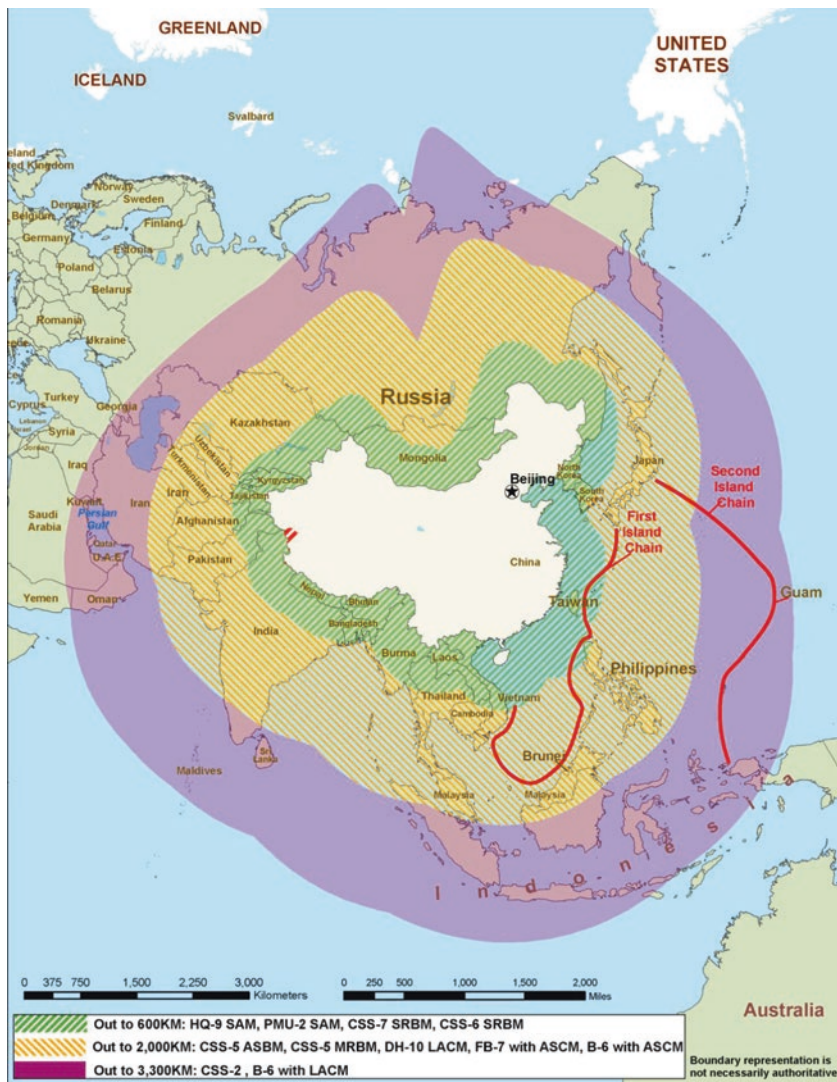 GREENLAND
UNITED
STATES
ICELAND
Svalbard
eland
ted Kingdom
Norway
Sweden
Denmark
Finland
Belgium
Germany
Estonia
Poland
Belarus
Romania
Ukraine
Cyprus
Turkey
Georgia
Lebanon
Israel
Syria
Jordan
Iraq
Kuwait
Saudi
Arabia
Persian
Gulf
Qatar
U.A.E.
Yemen
Oman
Iran
Iran
Turkmenistan
Uzbekistan
Kazakhstan
Russia
Kyrgyzstan
Tajikistan
Afghanistan
Pakistan
Mongolia
Beijing
North
Korea
South
Korea
Japan
Second
Island
Chain
First
Island
Chain
China
Taiwan
Guam
Nepal
Bhutan
Bangladesh
India
Burma
Laos
Thailand
Vietnam
Cambodia
Philippines
Brunei
Sri
Lanka
Maldives
Malaysia
Malaysia
Indonesia
Australia
0 375 750 1,500 2,250 3,000
Kilometers
0 250 500 1,000 1,500 2,000
Miles
Out to 600KM: HQ-9 SAM, PMU-2 SAM, CSS-7 SRBM, CSS-6 SRBM
Out to 2,000KM: CSS-5 ASBM, CSS-5 MRBM, DH-10 LACM, FB-7 with ASCM, B-6 with ASCM
Out to 3,300KM: CSS-2 , B-6 with LACM
Boundary representation is
not necessarily authoritative